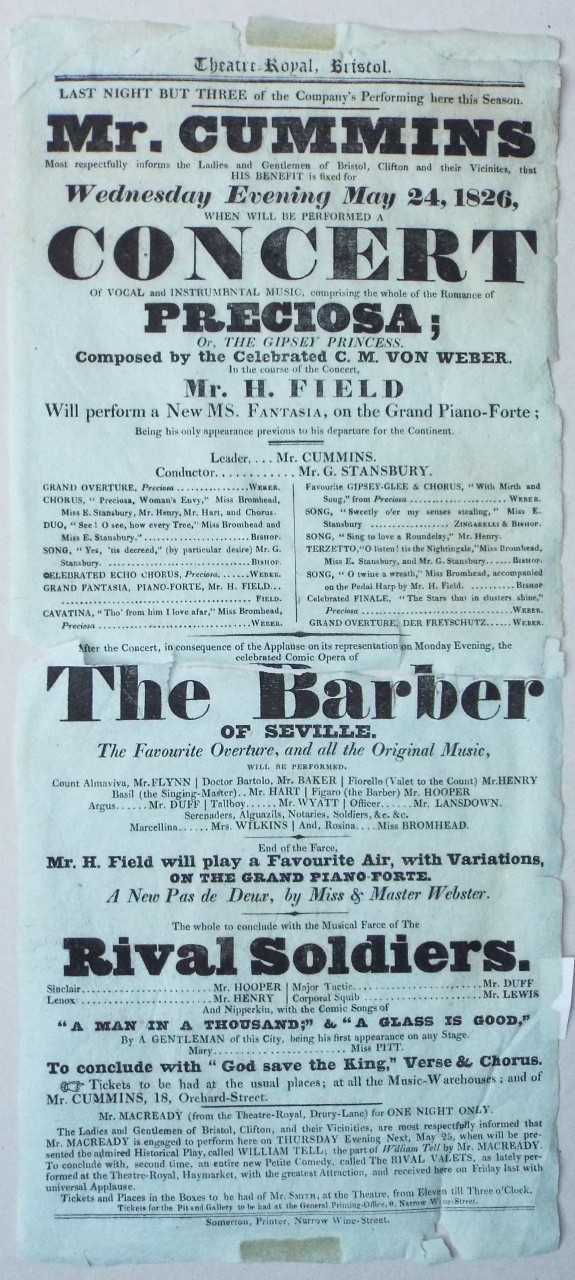 Theatre-Royal, Bristol.
LAST NIGHT BUT THREE of the Company's Performing here this Season.
Mr. CUMMINS
Most respectfully informs the Ladies and Gentlemen of Bristol, Clifton and their Vicinites, that
HIS BENEFIT is fixed for
Wednesday Evening May 24, 1826,
WHEN WILL BE PERFORMED A
CONCERT
Of VOCAL and INSTRUMENTAL MUSIC, comprising the whole of the Romance of
PRECIOSA;
Or, THE GIPSEY PRINCESS.
Composed by the Celebrated C. M. VON WEBER.
In the course of the Concert,
Mr. H. FIELD
Will perform a New MS. FANTASIA, on the Grand Piano-Forte;
Being his only appearance previous to his departure for the Continent.
Leader,... Mr. CUMMINS.
Conductor........... Mr. G. STANSBURY.
GRAND OVERTURE, Preciosa ..................WEBER.
CHORUS, " Preciosa, Woman's Envy," Miss Bromhead,
Miss E. Stansbury, Mr. Henry, Mr. Hart, and Chorus.
DUO, " See! O see, how every Tree," Miss Bromhead and
Miss E. Stansbury."........................BISHOP.
SONG, " Yes, 'tis decreed," (by particular desire) Mr. G.
Stansbury. ..............................BISHOP.
CELEBRATED ECHO CHORUS, Preciosa.......WEBER.
GRAND FANTASIA, PIANO-FORTE, Mr. H. FIELD...
........................................ FIELD.
CAVATINA, "Tho' from him I love afar," Miss Bromhead,
Preciosa ................................WEBER.
Favourite GIPSEY-GLEE & CHORUS, "With Mirth and
Song," from Preciosa ..................... WEBER.
SONG, "Sweetly o'er my senses stealing," Miss E.
Stansbury .................. ZINGARELLI & BISHOP.
SONG, "Sing to love a Roundelay," Mr. Henry.
TERZETTO,"O listen! tis the Nightingale,"Miss Bromhead,
Miss E. Stansbury, and Mr. G. Stansbury......BISHOP.
SONG, "O twine a wreath," Miss Bromhead, accompanied
on the Pedal Harp by Mr. H. Field. ........BISHOP.
Celebrated FINALE, "The Stars that in clusters shine,"
Preciosa ................................WEBER.
GRAND OVERTURE, DER FREYSCHUTZ......WEBER.
After the Concert, in consequence of the Applause on its representation on Monday Evening, the
celebrated Comic Opera of
The Barber
OF SEVILLE.
The Favourite Overture, and all the Original Music,
WILL BE PERFORMED.
Count Almaviva, Mr. FLYNN | Doctor Bartolo, Mr. BAKER | Fiorello (Valet to the Count) Mr. HENRY
Basil (the Singing-Master).. Mr. HART | Figaro (the Barber) Mr. HOOPER
Argus......Mr. DUFF | Tallboy......Mr. WYATT | Officer......Mr. LANSDOWN.
Serenaders, Alguazils, Notaries, Soldiers, &c. &c.
Marcellina......Mrs. WILKINS | And, Rosina....Miss BROMHEAD.
End of the Farce,
Mr. H. Field will play a Favourite Air, with Variations,
ON THE GRAND PIANO-FORTE.
A New Pas de Deux, by Miss & Master Webster.
The whole to conclude with the Musical Farce of The
Rival Soldiers.
Sinclair........................Mr. HOOPER | Major Tactic........................Mr. DUFF
Lenox ........................Mr. HENRY | Corporal Squib ......................Mr. LEWIS
And Nipperkin, with the Comic Songs of
"A MAN IN A THOUSAND;" & "A GLASS IS GOOD,"
By A GENTLEMAN of this City, being his first appearance on any Stage.
Mary........................Miss PITT.
To conclude with "God save the King," Verse & Chorus.
☞ Tickets to be had at the usual places; at all the Music-Warehouses; and of
Mr. CUMMINS, 18, Orchard-Street.
Mr. MACREADY (from the Theatre-Royal, Drury-Lane) for ONE NIGHT ONLY.
The Ladies and Gentlemen of Bristol, Clifton, and their Vicinities, are most respectfully informed that
Mr. MACREADY is engaged to perform here on THURSDAY Evening Next, May 25, when will be pre-
sented the admired Historical Play, called WILLIAM TELL; the part of William Tell by Mr. MACREADY.
To conclude with, second time, an entire new Petite Comedy, called The RIVAL VALETS, as lately per-
formed at the Theatre-Royal, Haymarket, with the greatest Attraction, and received here on Friday last with
universal Applause.
Tickets and Places in the Boxes to be had of Mr. SMITH, at the Theatre, from Eleven till Three o'Clock.
Tickets for the Pit and Gallery to be had at the General Printing-Office, 9, Narrow Wine-Street.
Somerton, Printer, Narrow Wine-Street.